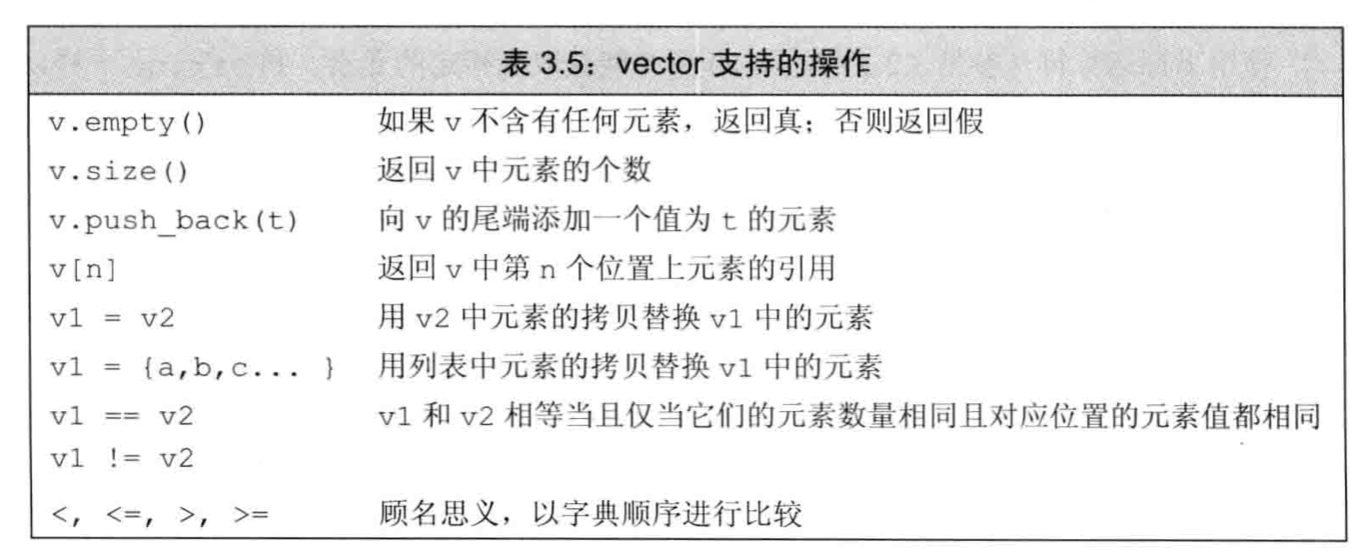 表 3.5：vector 支持的操作
v.empty() 如果 v 不含有任何元素，返回真；否则返回假
v.size() 返回 v 中元素的个数
v.push_back(t) 向 v 的尾端添加一个值为 t 的元素
v[n] 返回 v 中第 n 个位置上元素的引用
v1 = v2 用 v2 中元素的拷贝替换 v1 中的元素
v1 = {a,b,c... } 用列表中元素的拷贝替换 v1 中的元素
v1 == v2 v1 和 v2 相等当且仅当它们的元素数量相同且对应位置的元素值都相同
v1 != v2
<, <=, >, >= 顾名思义，以字典顺序进行比较